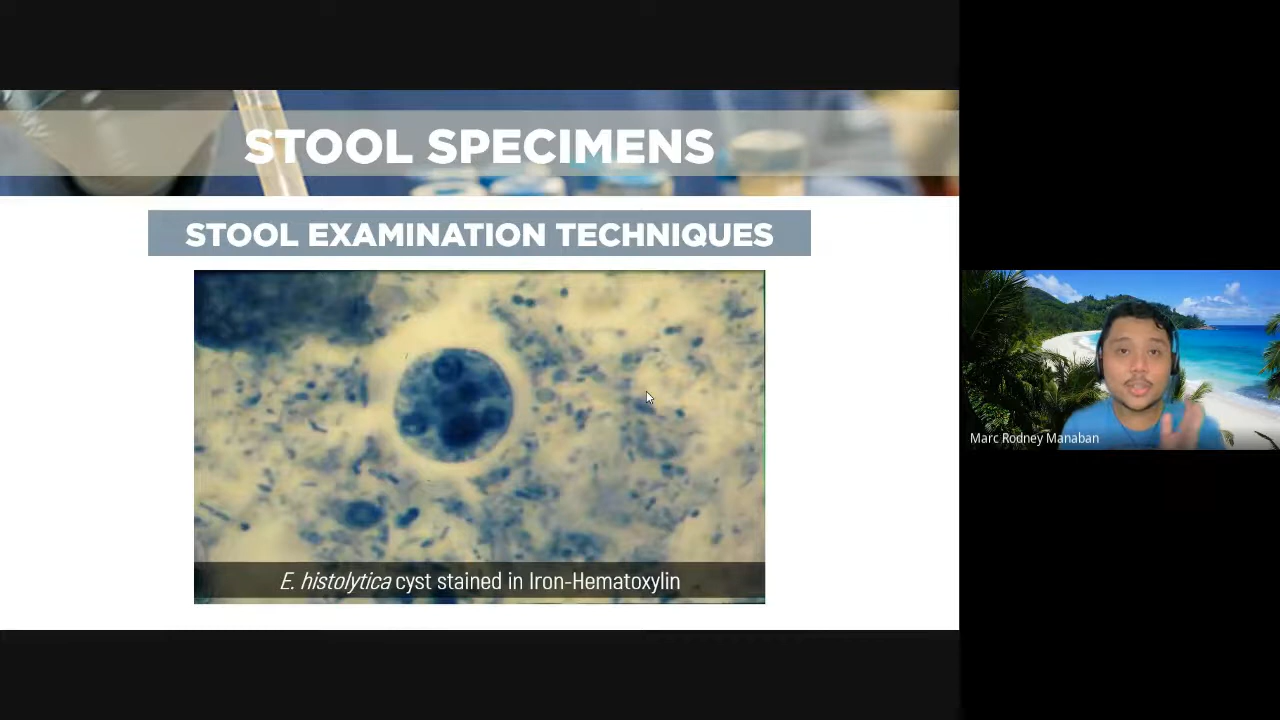 STOOL SPECIMENS
STOOL EXAMINATION TECHNIQUES
E. histolytica cyst stained in Iron-Hematoxylin
Marc Rodney Manaban